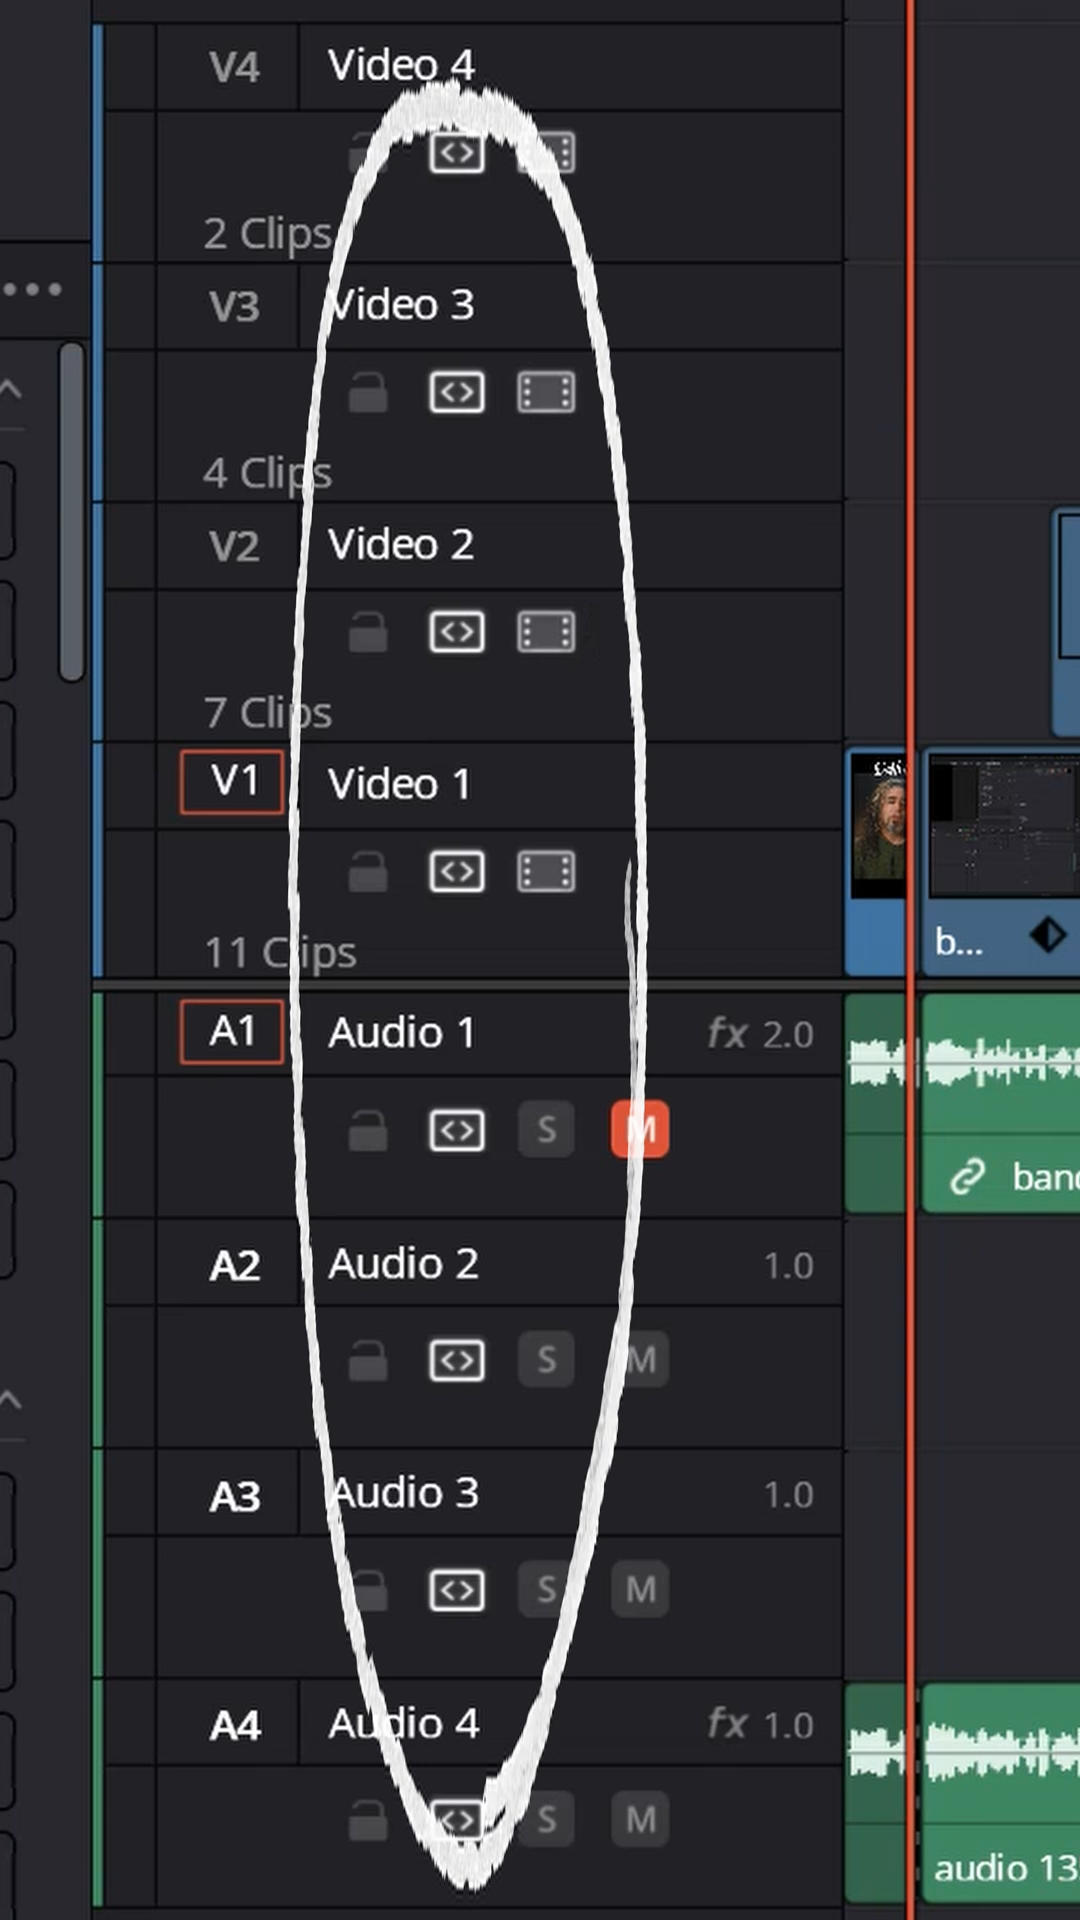 V4 Video 4
2 Clips
V3 Video 3
4 Clips
V2 Video 2
7 Clips
V1 Video 1
11 Clips
b...
A1 Audio 1 fx 2.0
S M
A2 Audio 2 1.0
S M
A3 Audio 3 1.0
S M
A4 Audio 4 fx 1.0
S M
audio 13